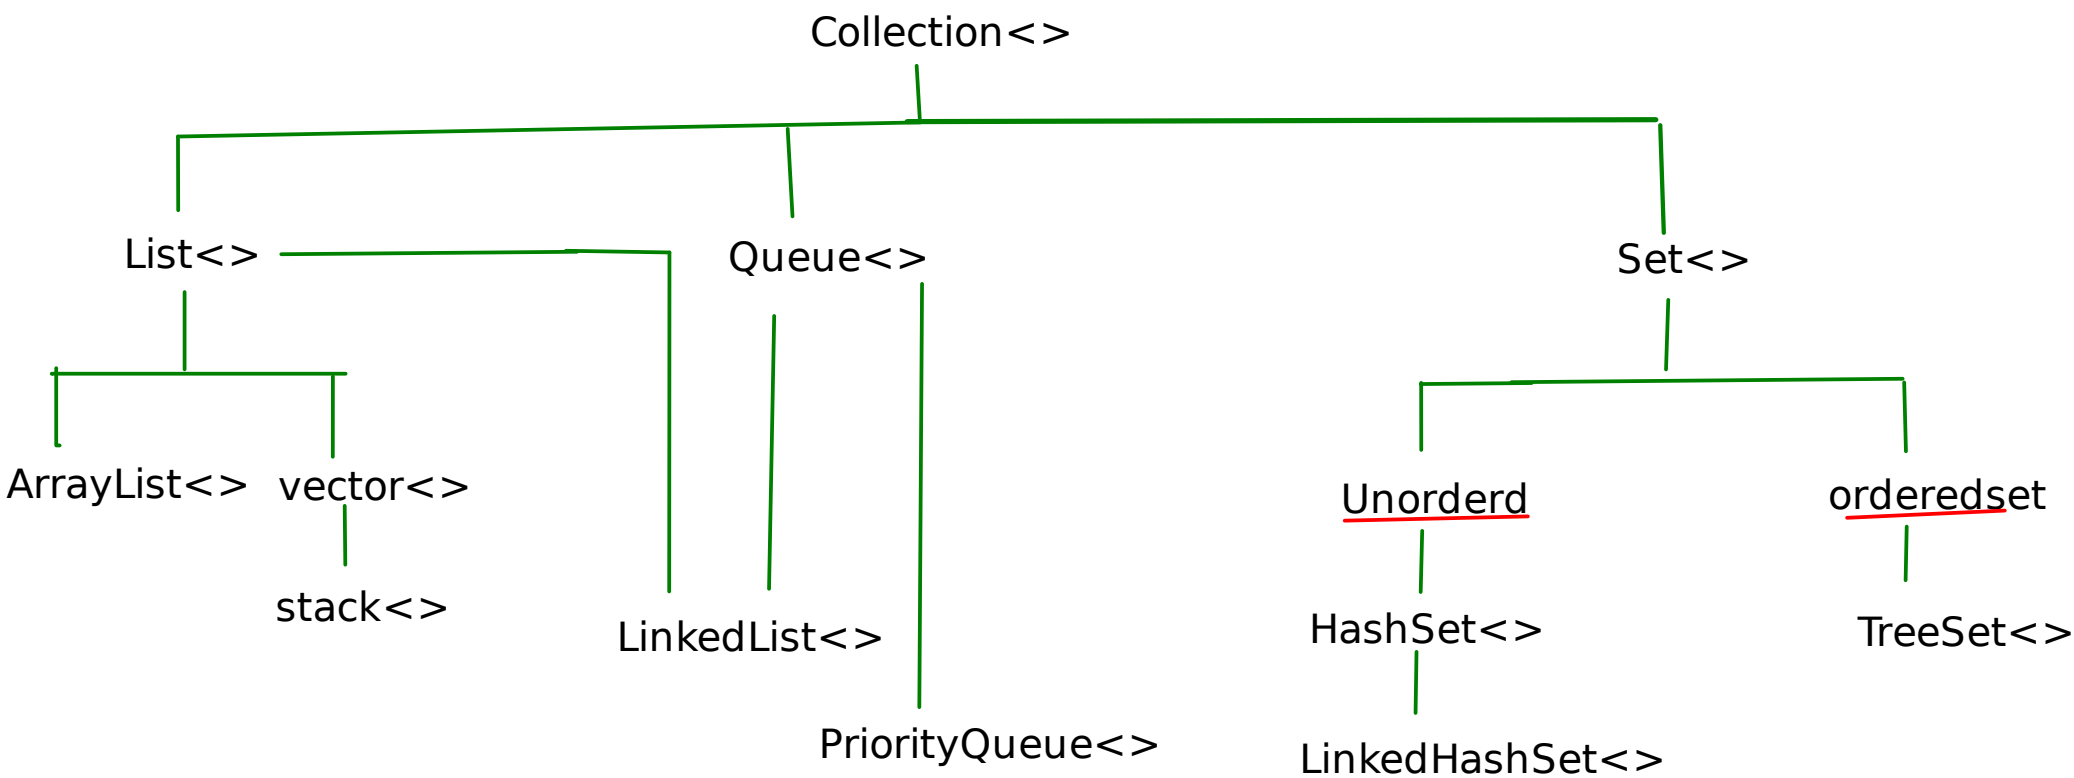 Collection<>
List<>
Queue<>
Set<>
ArrayList<>
vector<>
Unorderd
orderedset
stack<>
LinkedList<>
HashSet<>
TreeSet<>
PriorityQueue<>
LinkedHashSet<>